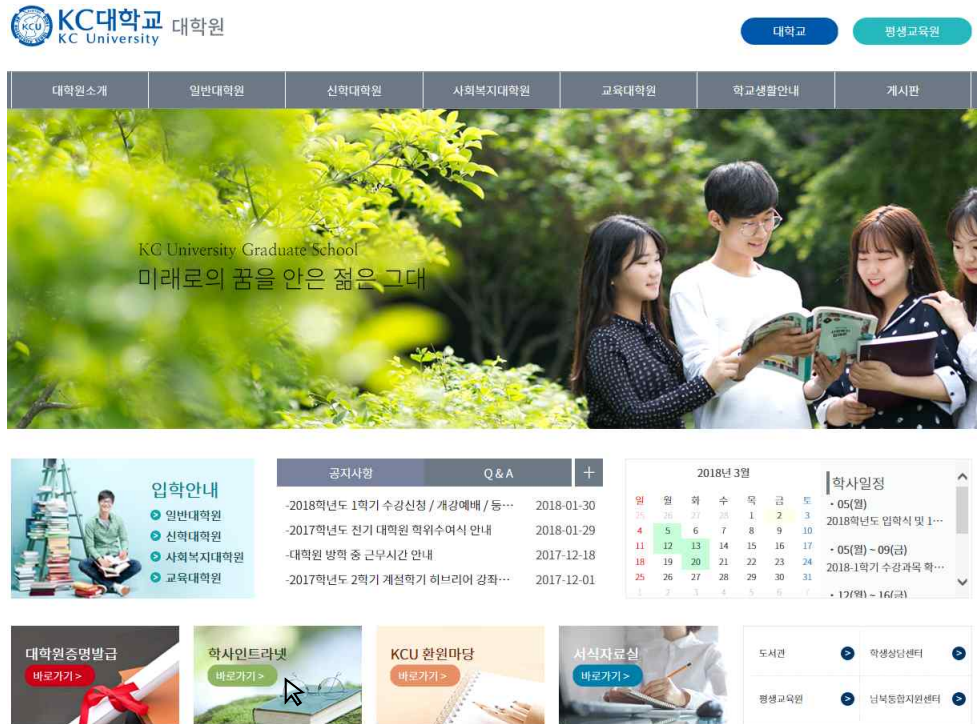 KC대학교 대학원
KC University
대학교
평생교육원
대학원소개
일반대학원
신학대학원
사회복지대학원
교육대학원
학교생활안내
게시판
KC University Graduate School
미래로의 꿈을 안은 젊은 그대
입학안내
일반대학원
신학대학원
사회복지대학원
교육대학원
공지사항
Q & A
+
-2018학년도 1학기 수강신청 / 개강예배 / 등… 2018-01-30
-2017학년도 전기 대학원 학위수여식 안내 2018-01-29
-대학원 방학 중 근무시간 안내 2017-12-18
-2017학년도 2학기 계절학기 히브리어 강좌… 2017-12-01
2018년 3월
일 월 화 수 목 금 토
25 26 27 28 1 2 3
4 5 6 7 8 9 10
11 12 13 14 15 16 17
18 19 20 21 22 23 24
25 26 27 28 29 30 31
1 2 3 4 5 6 7
학사일정
・05(월)
2018학년도 입학식 및 1…
・05(월) ~ 09(금)
2018-1학기 수강과목 확…
・12(월) ~ 16(금)
대학원증명발급
바로가기 >
학사인트라넷
바로가기 >
KCU 환원마당
바로가기 >
서식자료실
바로가기 >
도서관
학생상담센터
평생교육원
남북통합지원센터